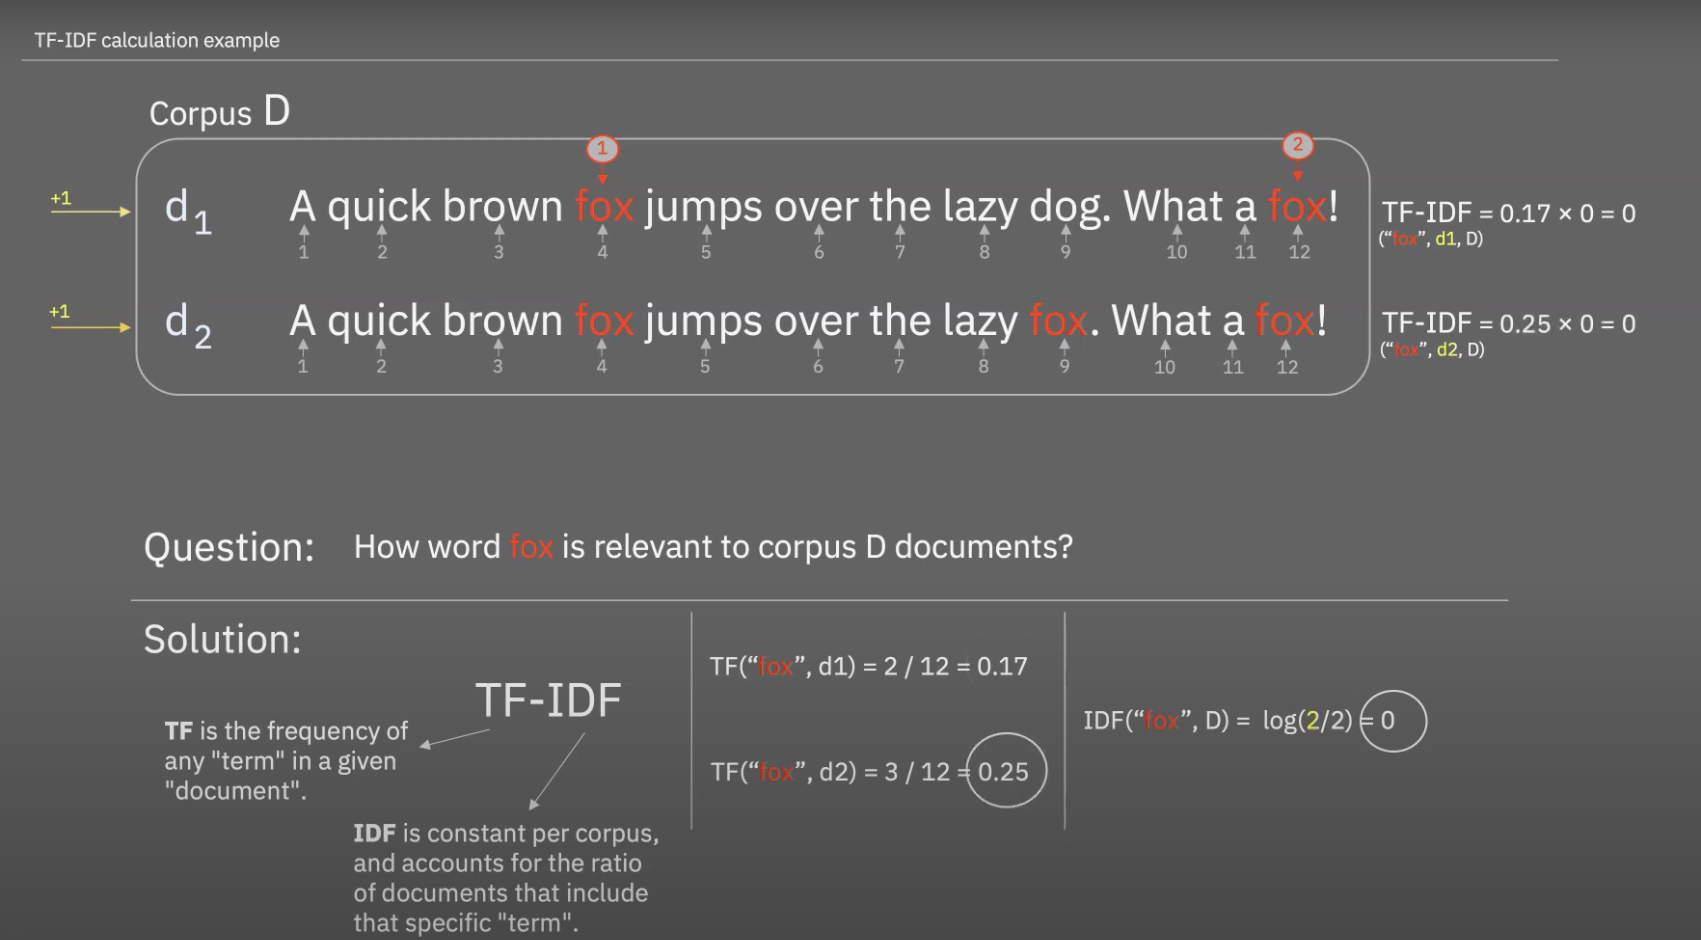 TF-IDF calculation example
Corpus D
1 2
+1 d1 A quick brown fox jumps over the lazy dog. What a fox! TF-IDF = 0.17 × 0 = 0
("fox", d1, D)
1 2 3 4 5 6 7 8 9 10 11 12
+1 d2 A quick brown fox jumps over the lazy fox. What a fox! TF-IDF = 0.25 × 0 = 0
("fox", d2, D)
1 2 3 4 5 6 7 8 9 10 11 12
Question: How word fox is relevant to corpus D documents?
Solution:
TF-IDF
TF is the frequency of
any "term" in a given
"document".
IDF is constant per corpus,
and accounts for the ratio
of documents that include
that specific "term".
TF("fox", d1) = 2 / 12 = 0.17
TF("fox", d2) = 3 / 12 = 0.25
IDF("fox", D) = log(2/2) = 0